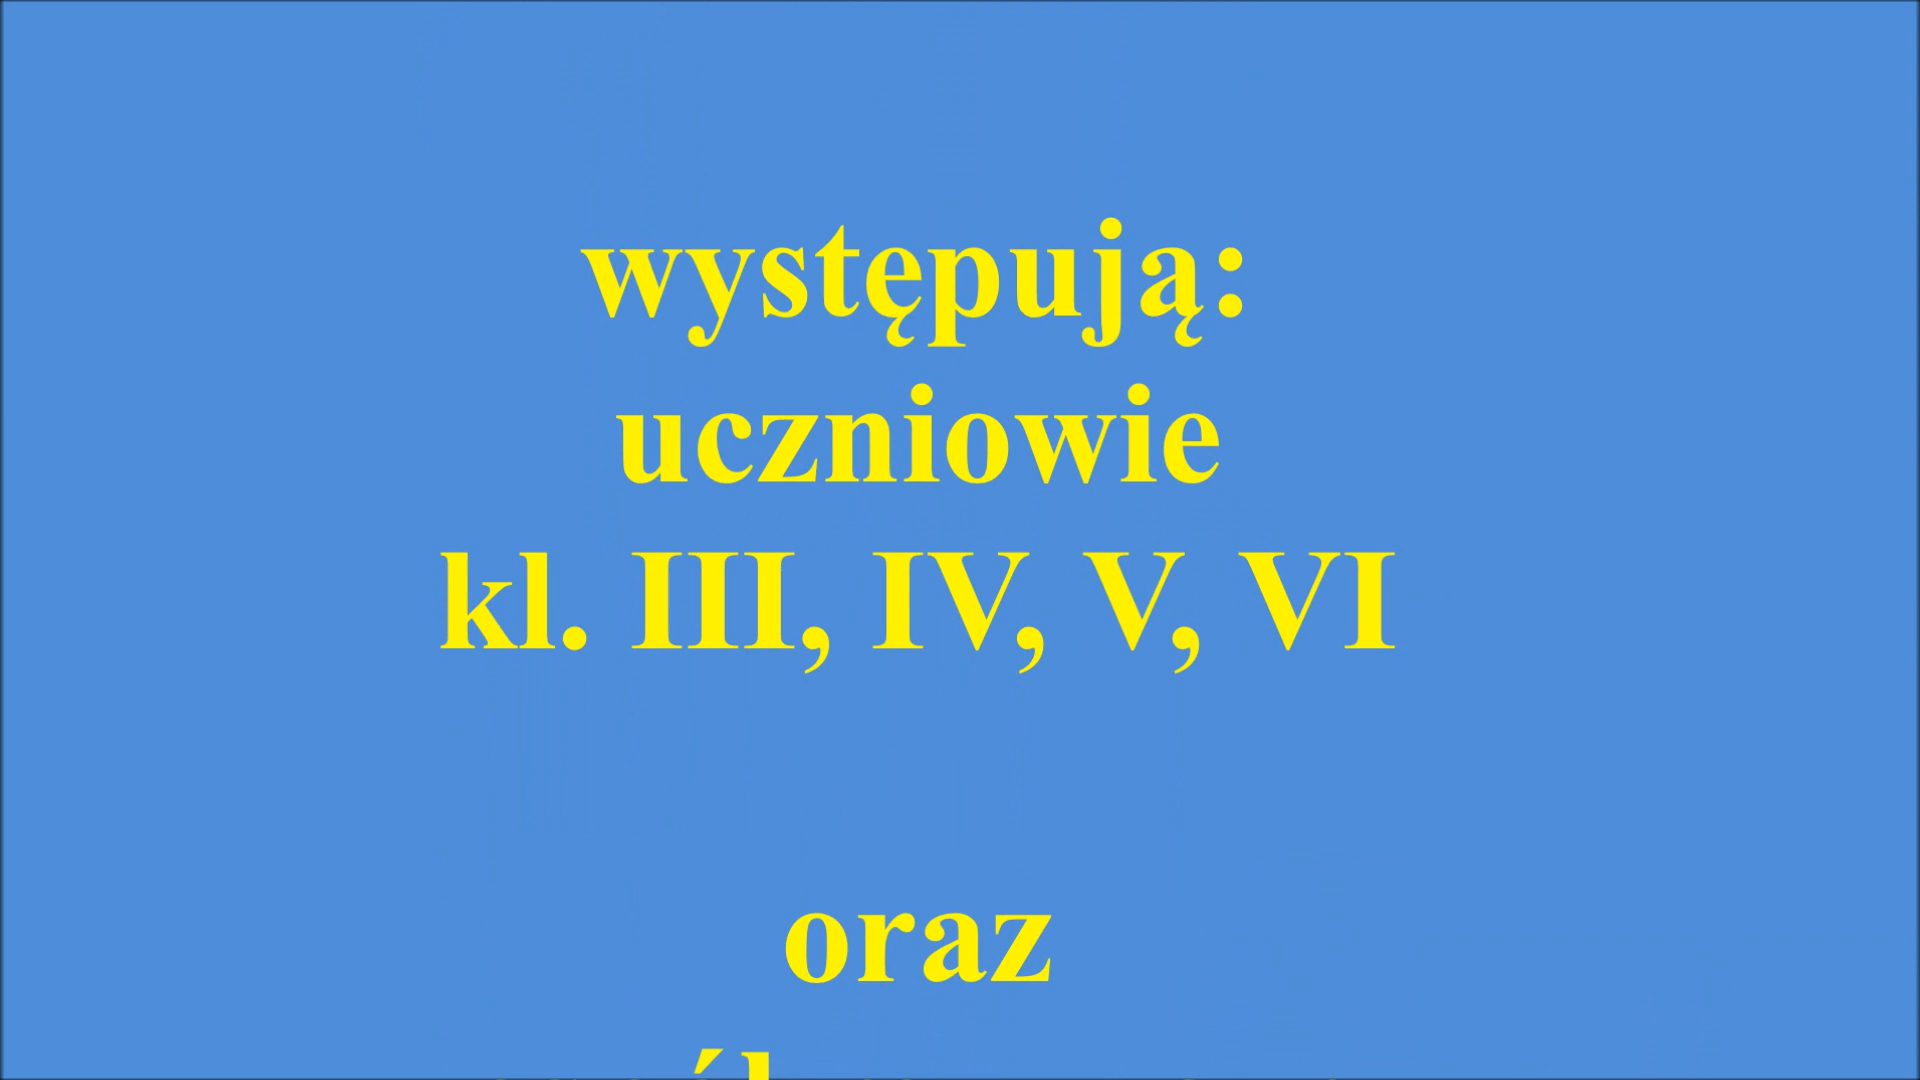 występują:
uczniowie
kl. III, IV, V, VI
oraz